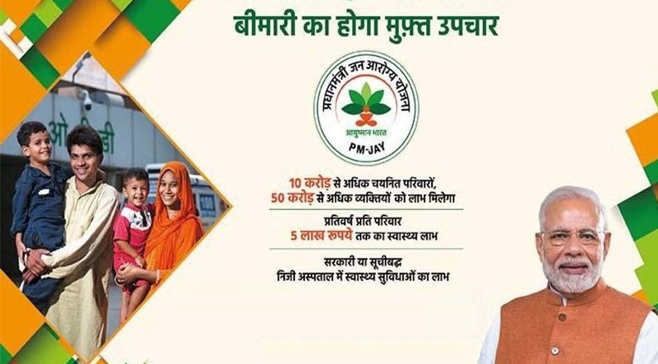 बीमारी का होगा मुफ़्त उपचार
प्रधानमंत्री जन आरोग्य योजना
आयुष्मान भारत
PM-JAY
10 करोड़ से अधिक चयनित परिवारों,
50 करोड़ से अधिक व्यक्तियों को लाभ मिलेगा
प्रतिवर्ष प्रति परिवार
5 लाख रूपये तक का स्वास्थ्य लाभ
सरकारी या सूचीबद्ध
निजी अस्पताल में स्वास्थ्य सुविधाओं का लाभ
ओ पी डी